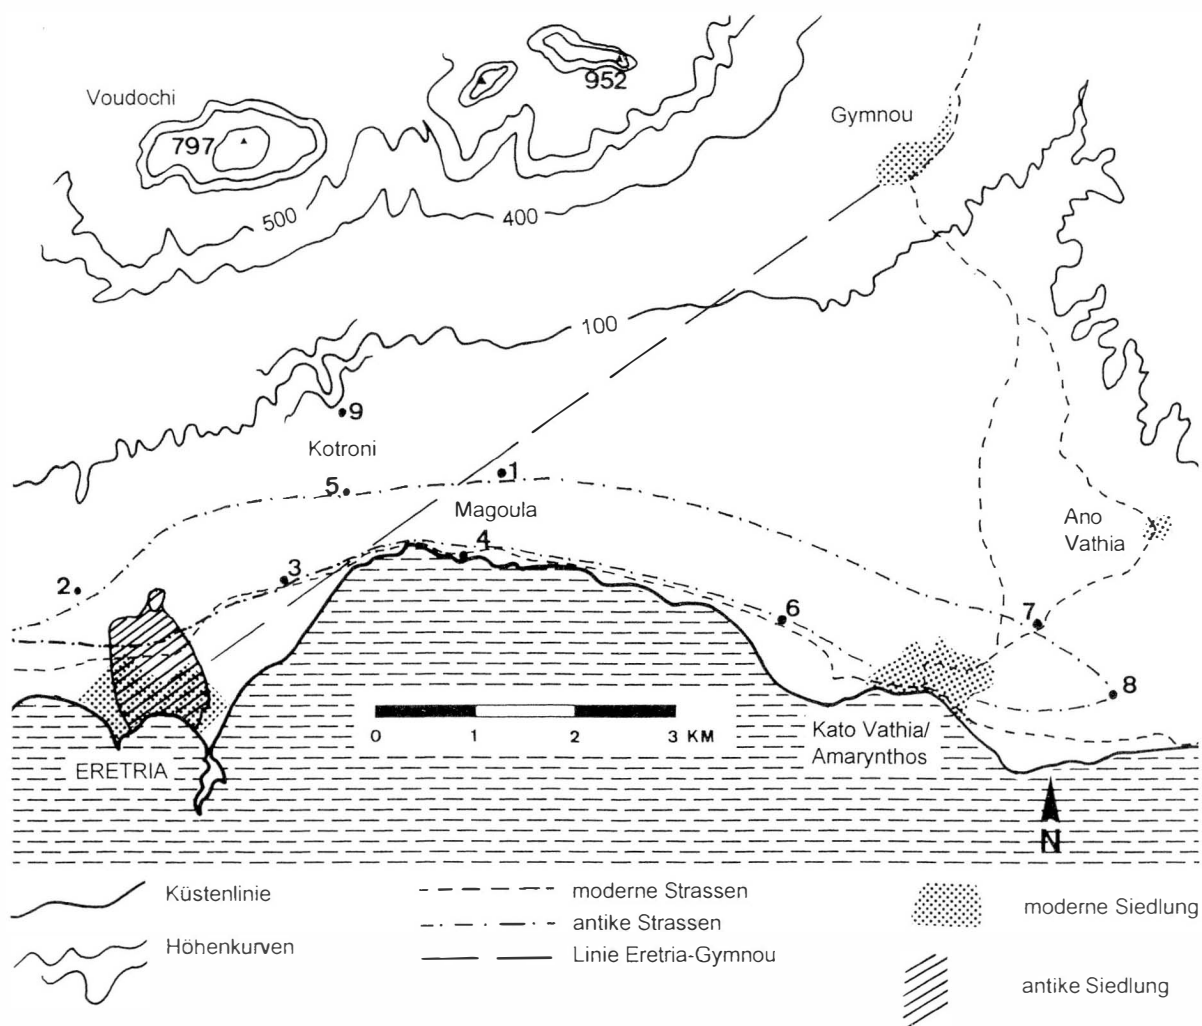 952
Voudochi
Gymnou
797
500
400
100
9
Kotroni
1
5
Magoula
Ano
Vathia
4
3
2
6
7
8
0 1 2 3 KM
Kato Vathia/
Amarynthos
ERETRIA
N
Küstenlinie
Höhenkurven
moderne Strassen
antike Strassen
Linie Eretria-Gymnou
moderne Siedlung
antike Siedlung